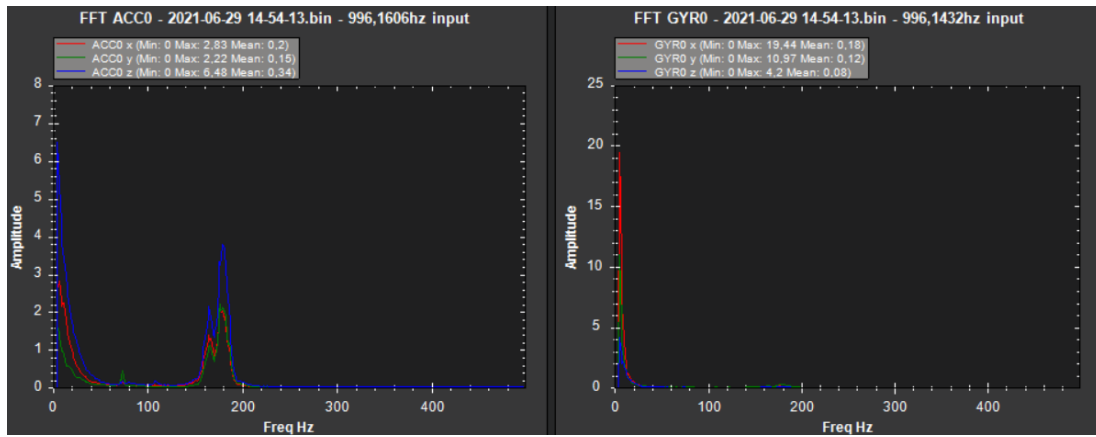 FFT ACC0 - 2021-06-29 14-54-13.bin - 996,1606hz input
ACC0 x (Min: 0 Max: 2,83 Mean: 0,2)
ACC0 y (Min: 0 Max: 2,22 Mean: 0,15)
ACC0 z (Min: 0 Max: 6,48 Mean: 0,34)
8
7
6
5
4
3
2
1
0
Amplitude
0 100 200 300 400
Freq Hz
FFT GYR0 - 2021-06-29 14-54-13.bin - 996,1432hz input
GYR0 x (Min: 0 Max: 19,44 Mean: 0,18)
GYR0 y (Min: 0 Max: 10,97 Mean: 0,12)
GYR0 z (Min: 0 Max: 4,2 Mean: 0,08)
25
20
15
10
5
0
Amplitude
0 100 200 300 400
Freq Hz